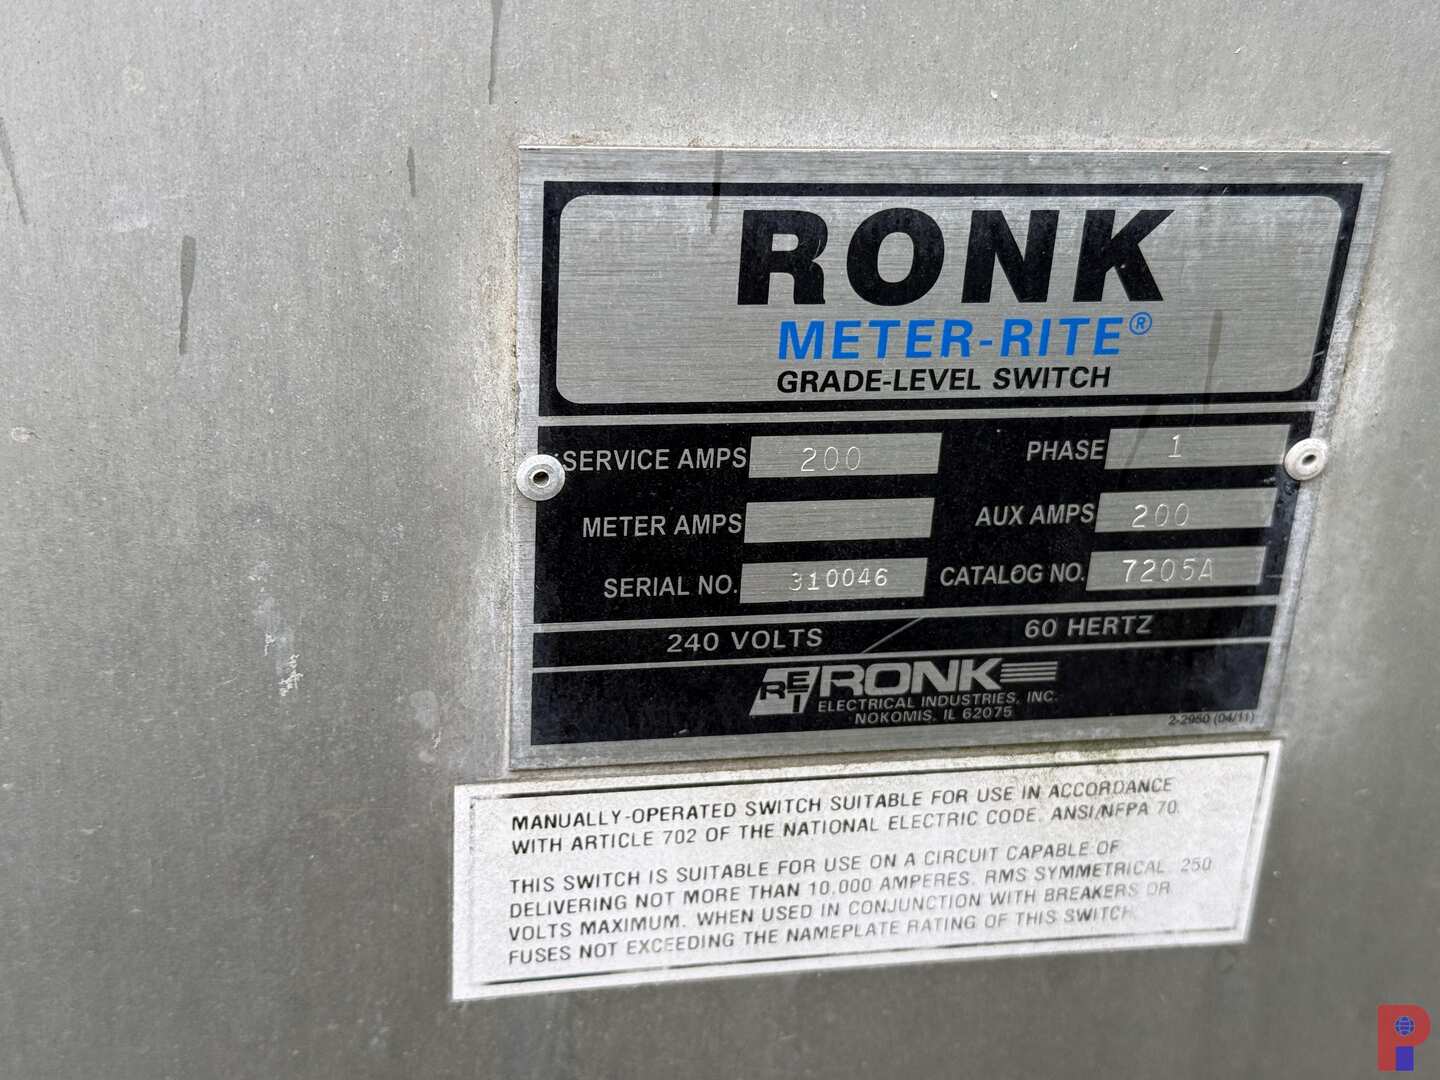 RONK
METER-RITE®
GRADE-LEVEL SWITCH
SERVICE AMPS 200 PHASE 1
METER AMPS AUX AMPS 200
SERIAL NO. 310046 CATALOG NO. 7205A
240 VOLTS 60 HERTZ
REI RONK
ELECTRICAL INDUSTRIES, INC.
NOKOMIS, IL 62075
2-2950 (04/11)
MANUALLY-OPERATED SWITCH SUITABLE FOR USE IN ACCORDANCE
WITH ARTICLE 702 OF THE NATIONAL ELECTRIC CODE, ANSI/NFPA 70.
THIS SWITCH IS SUITABLE FOR USE ON A CIRCUIT CAPABLE OF
DELIVERING NOT MORE THAN 10,000 AMPERES, RMS SYMMETRICAL, 250
VOLTS MAXIMUM. WHEN USED IN CONJUNCTION WITH BREAKERS OR
FUSES NOT EXCEEDING THE NAMEPLATE RATING OF THIS SWITCH.
Pi